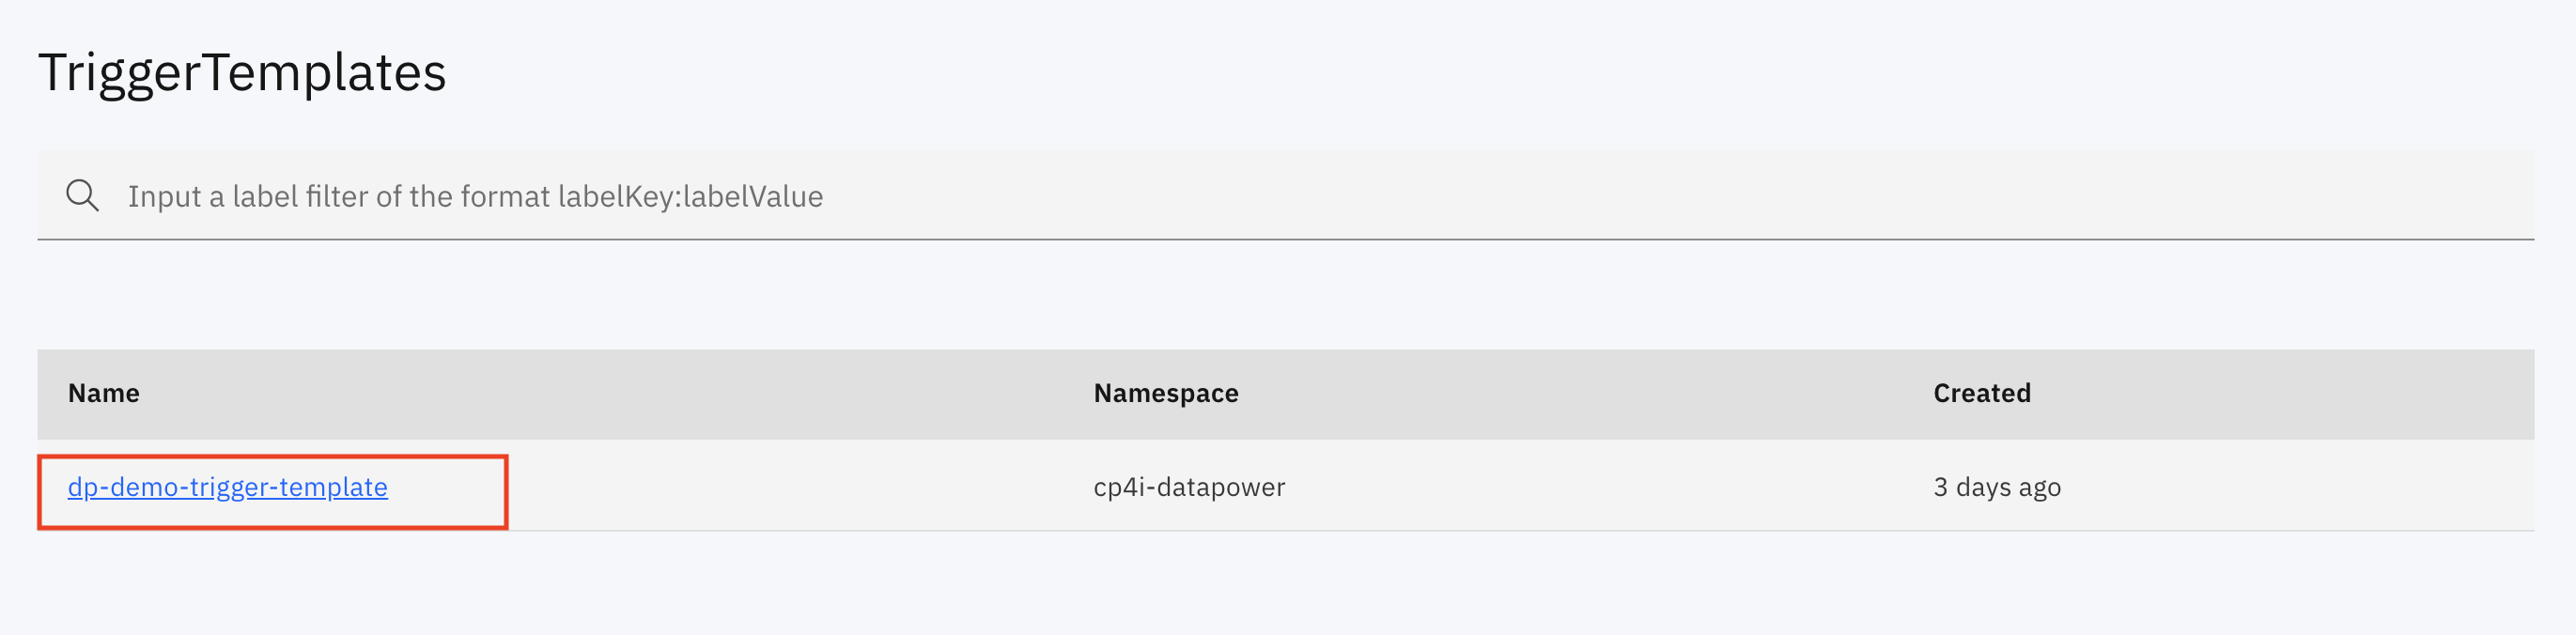 TriggerTemplates
Input a label filter of the format labelKey:labelValue
Name Namespace Created
dp-demo-trigger-template cp4i-datapower 3 days ago